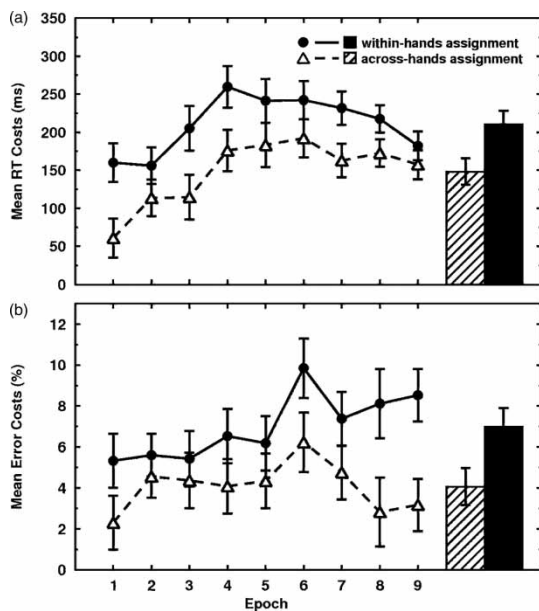 (a)
350
300
250
200
150
100
50
0
Mean RT Costs (ms)
within-hands assignment
across-hands assignment
(b)
12
10
8
6
4
2
0
Mean Error Costs (%)
1 2 3 4 5 6 7 8 9
Epoch